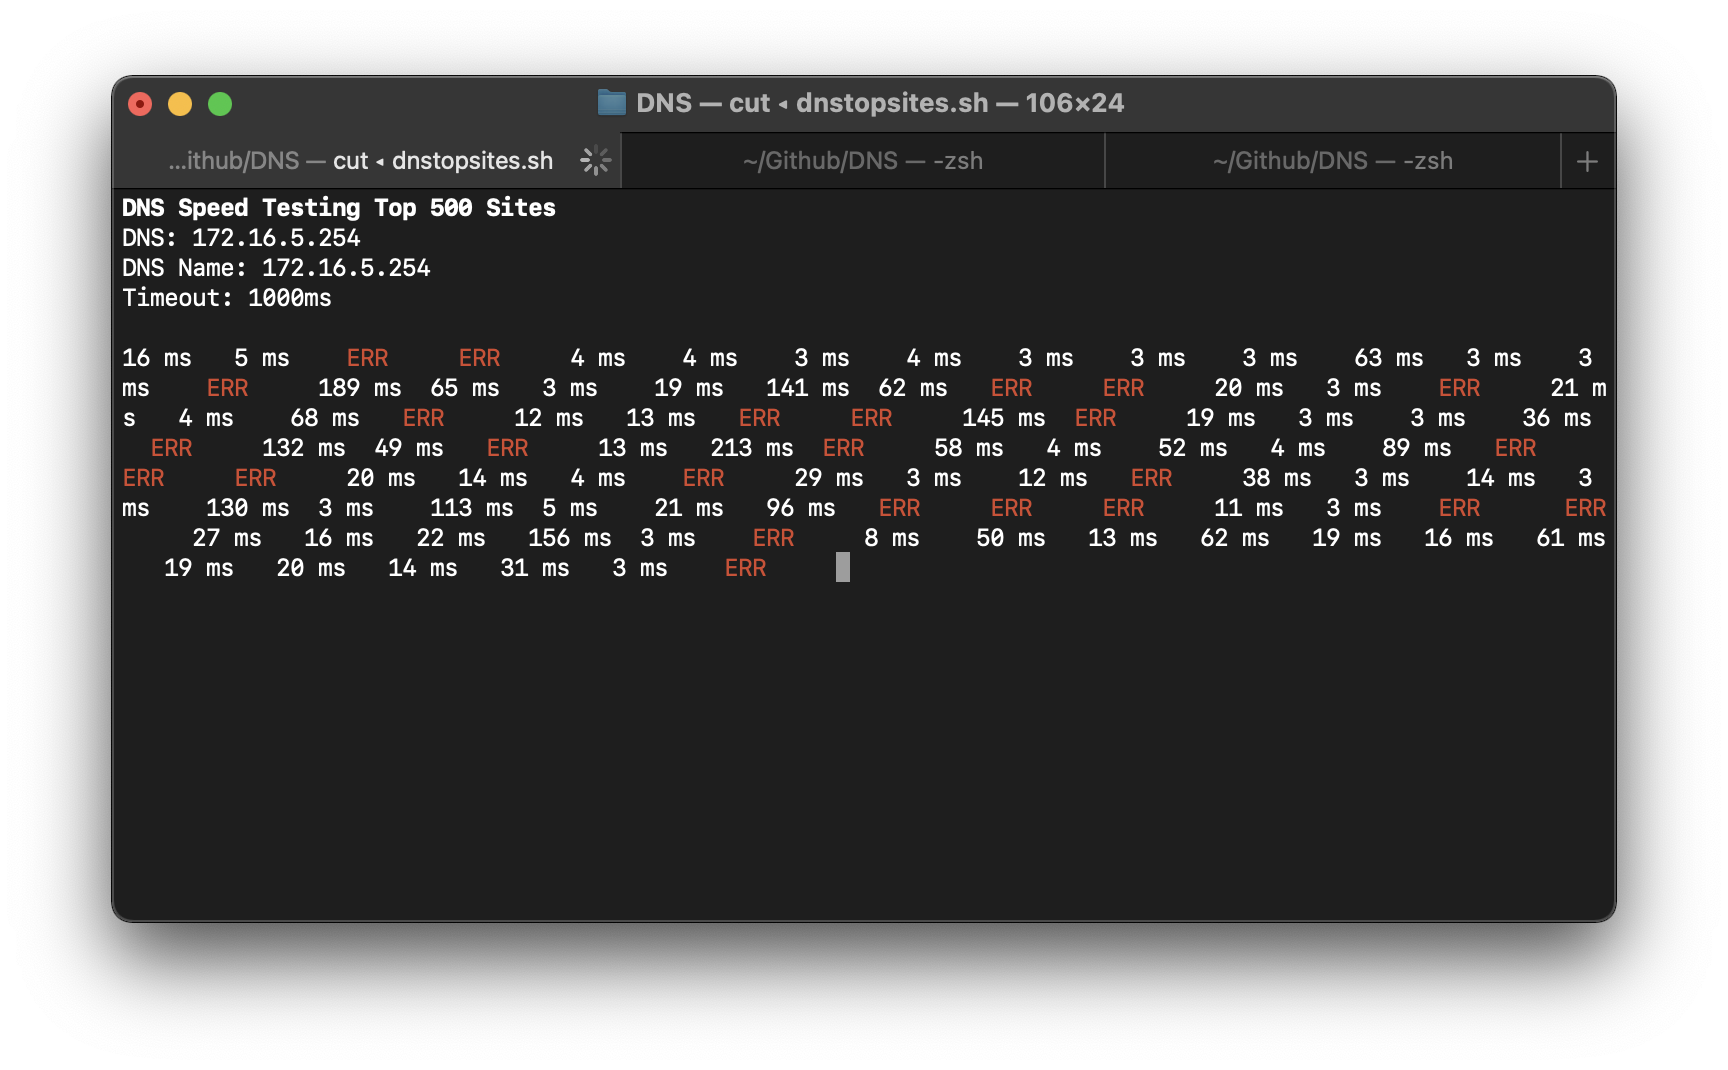 DNS — cut ◂ dnstopsites.sh — 106×24
...ithub/DNS — cut ◂ dnstopsites.sh ~/Github/DNS — -zsh ~/Github/DNS — -zsh +
DNS Speed Testing Top 500 Sites
DNS: 172.16.5.254
DNS Name: 172.16.5.254
Timeout: 1000ms
16 ms 5 ms ERR ERR 4 ms 4 ms 3 ms 4 ms 3 ms 3 ms 3 ms 63 ms 3 ms 3
ms ERR 189 ms 65 ms 3 ms 19 ms 141 ms 62 ms ERR ERR 20 ms 3 ms ERR 21 m
s 4 ms 68 ms ERR 12 ms 13 ms ERR ERR 145 ms ERR 19 ms 3 ms 3 ms 36 ms
ERR 132 ms 49 ms ERR 13 ms 213 ms ERR 58 ms 4 ms 52 ms 4 ms 89 ms ERR
ERR ERR 20 ms 14 ms 4 ms ERR 29 ms 3 ms 12 ms ERR 38 ms 3 ms 14 ms 3
ms 130 ms 3 ms 113 ms 5 ms 21 ms 96 ms ERR ERR ERR 11 ms 3 ms ERR ERR
27 ms 16 ms 22 ms 156 ms 3 ms ERR 8 ms 50 ms 13 ms 62 ms 19 ms 16 ms 61 ms
19 ms 20 ms 14 ms 31 ms 3 ms ERR